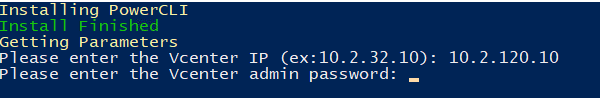 Installing PowerCLI
Install Finished
Getting Parameters
Please enter the Vcenter IP (ex:10.2.32.10): 10.2.120.10
Please enter the Vcenter admin password: